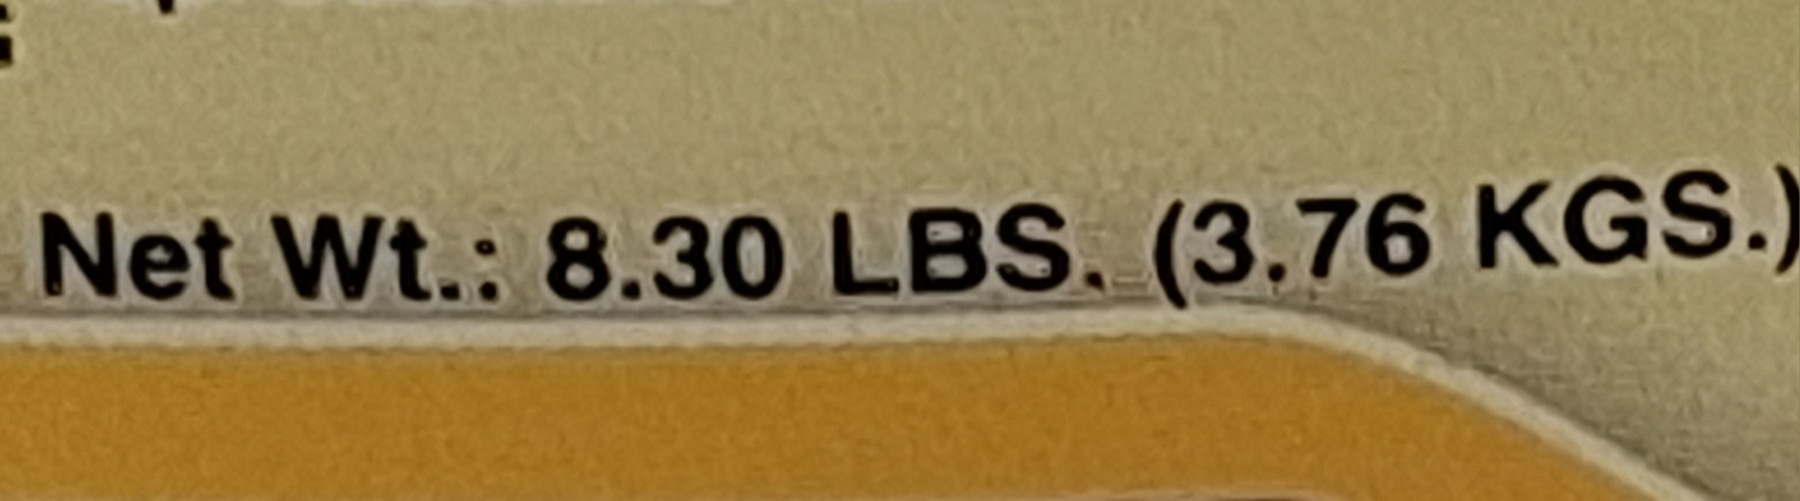 Net Wt.: 8.30 LBS. (3.76 KGS.)